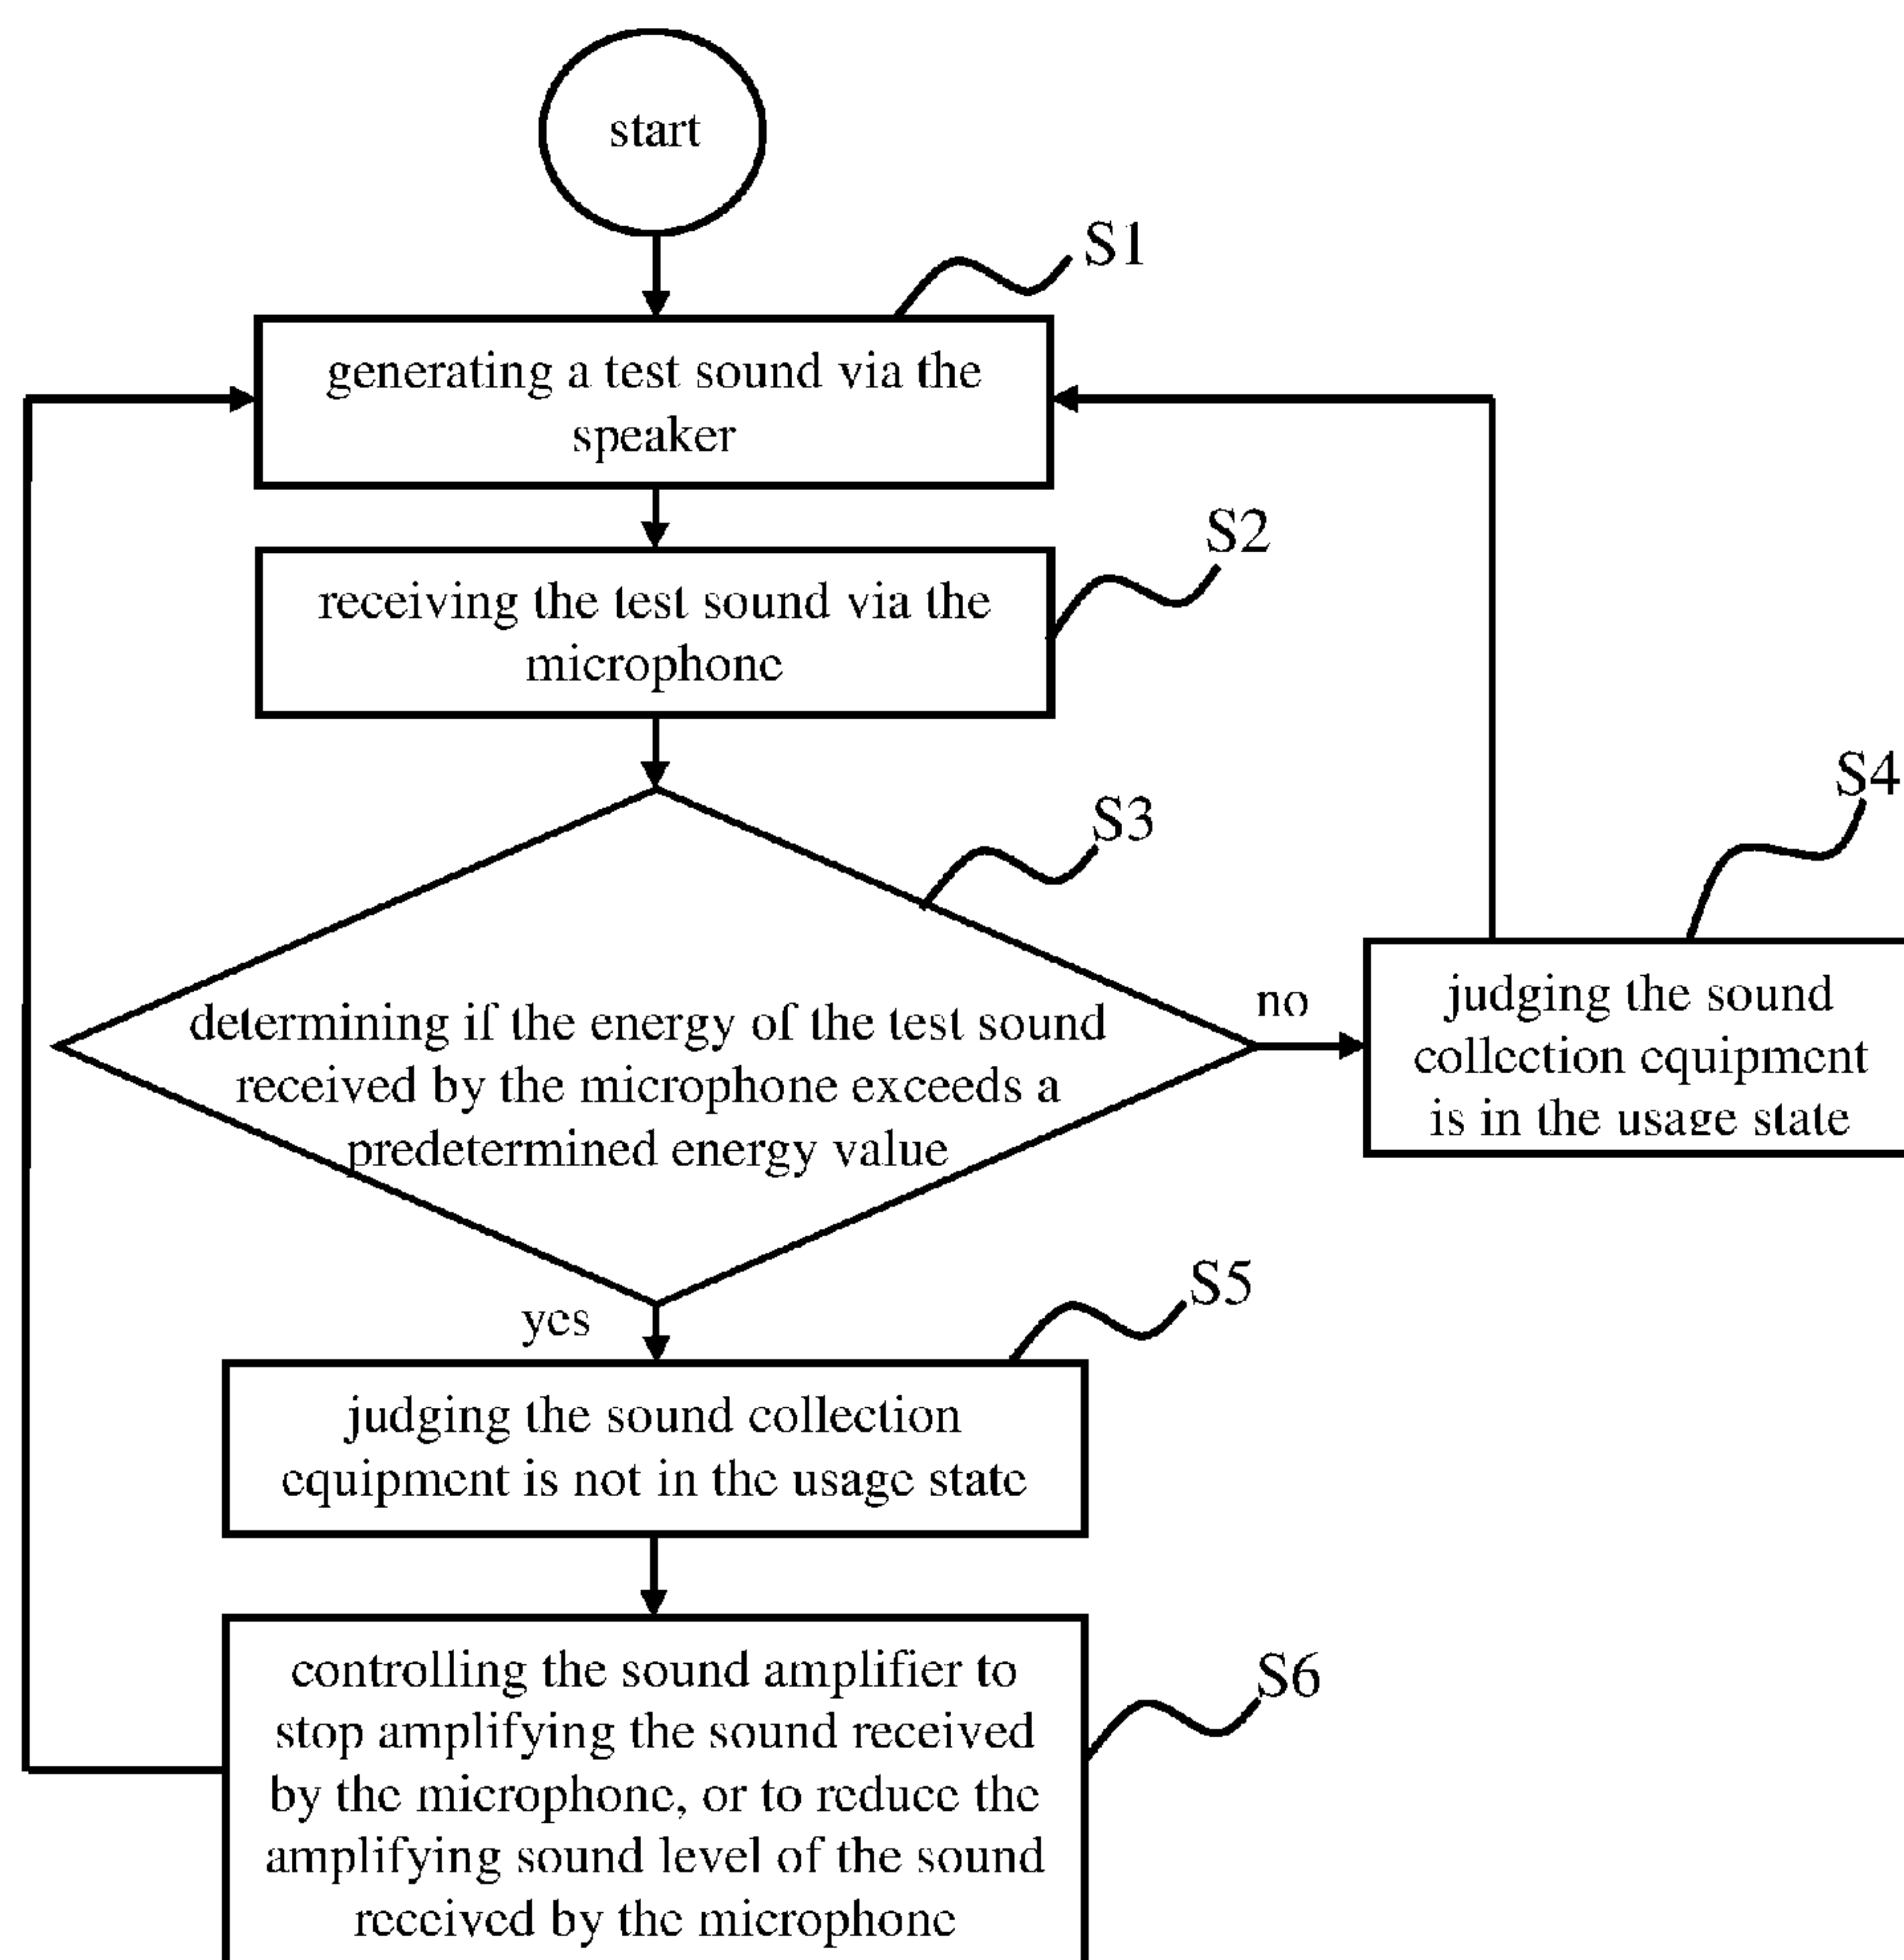 start
S1
generating a test sound via the
speaker
S2
receiving the test sound via the
microphone
S3
determining if the energy of the test sound
received by the microphone exceeds a
predetermined energy value
no
S4
judging the sound
collection equipment
is in the usage state
yes
S5
judging the sound collection
equipment is not in the usage state
controlling the sound amplifier to
stop amplifying the sound received
by the microphone, or to reduce the
amplifying sound level of the sound
received by the microphone
S6